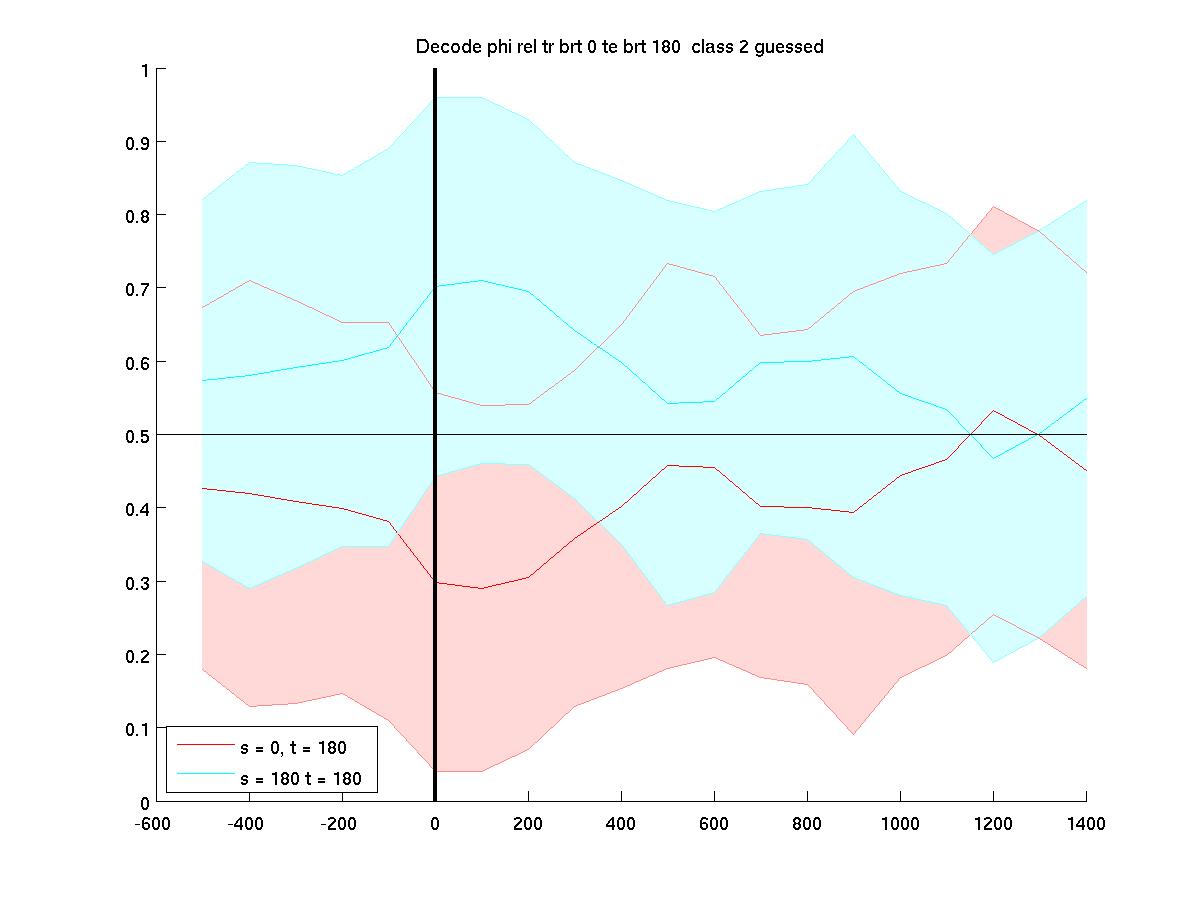 Decode phi rel tr brt 0 te brt 180  class 2 guessed
1
0.9
0.8
0.7
0.6
0.5
0.4
0.3
0.2
0.1
0
s = 0, t = 180
s = 180 t = 180
-600 -400 -200 0 200 400 600 800 1000 1200 1400